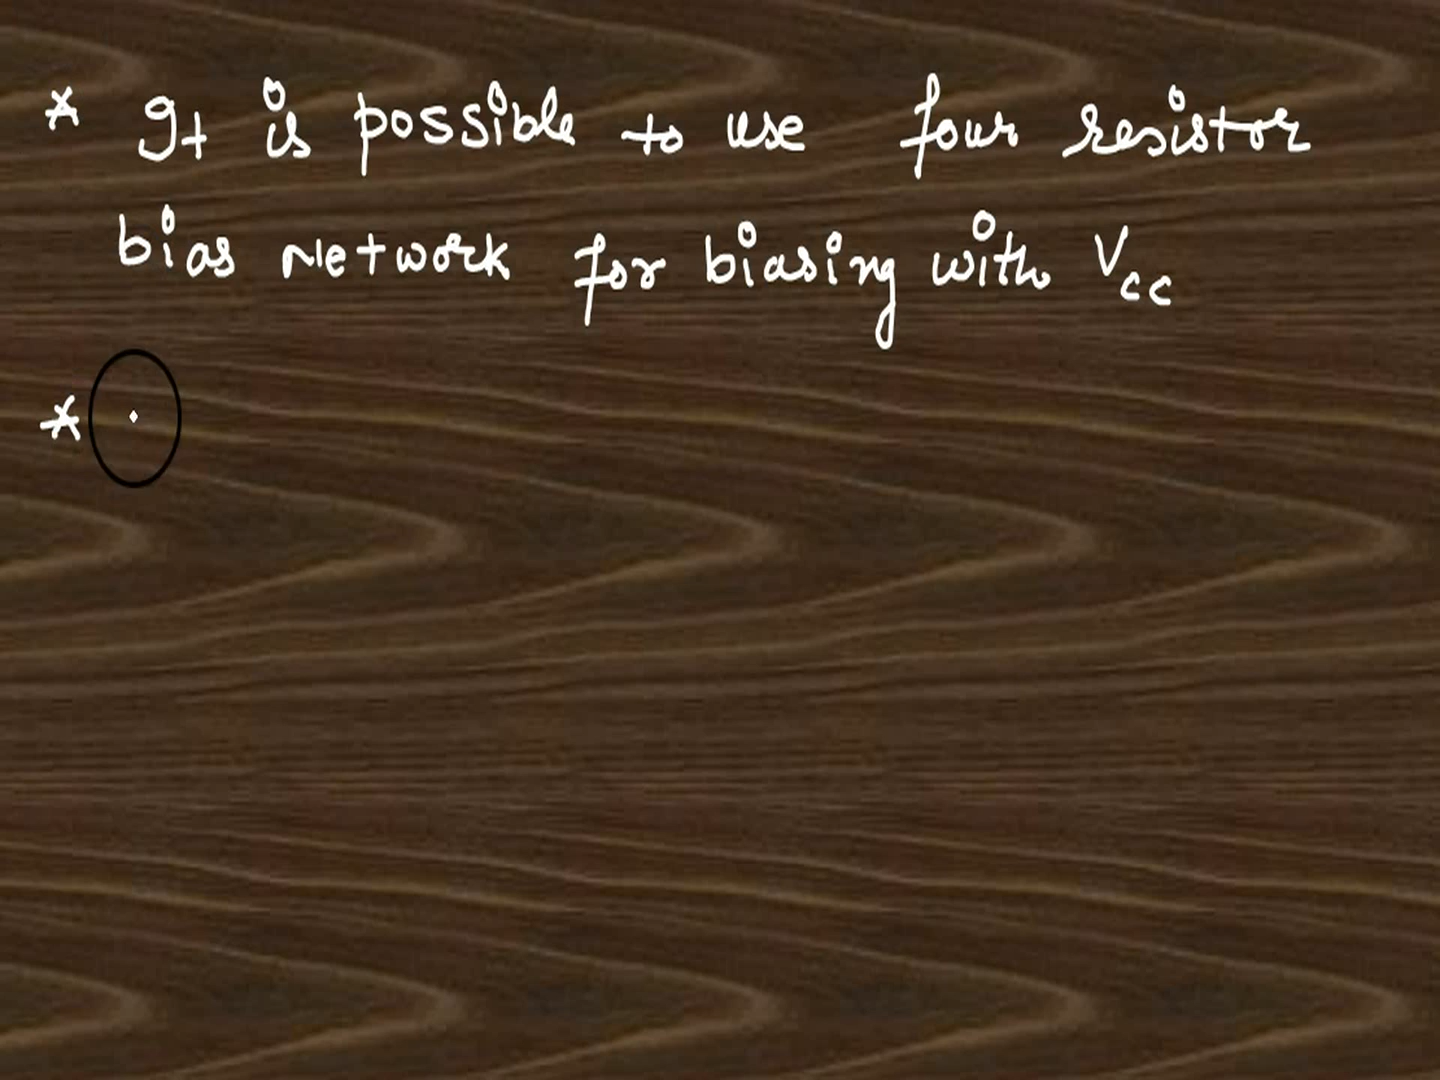 * It is possible to use four resistor
bias network for biasing with Vcc
*